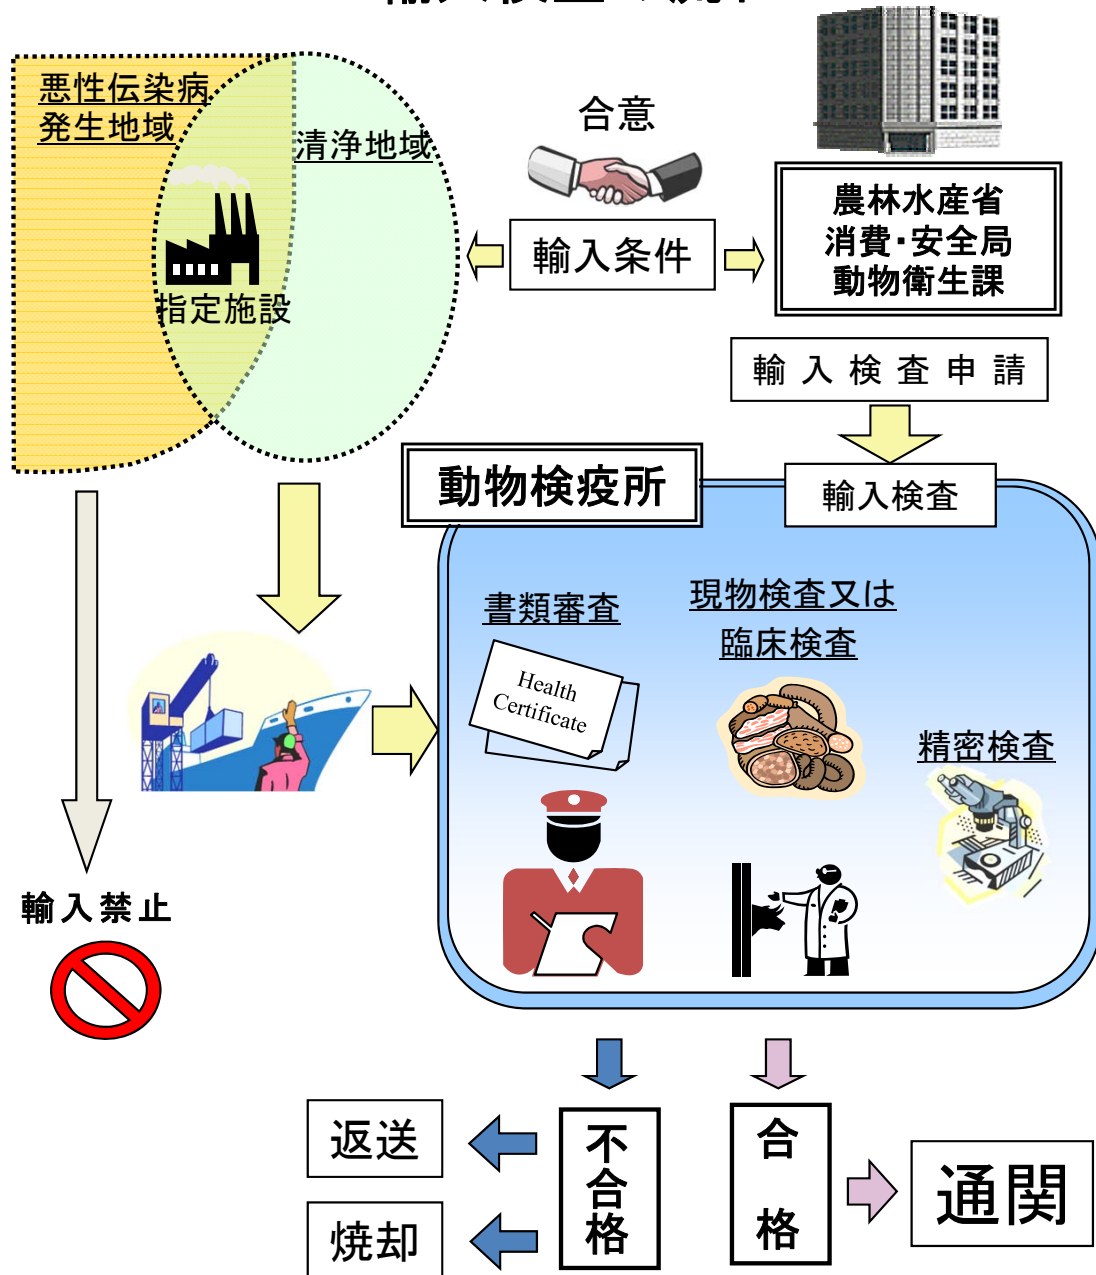 悪性伝染病
発生地域
清浄地域
指定施設
合意
輸入条件
農林水産省
消費・安全局
動物衛生課
輸入検査申請
動物検疫所
輸入検査
書類審査
Health
Certificate
現物検査又は
臨床検査
精密検査
輸入禁止
不合格
合格
返送
焼却
通関